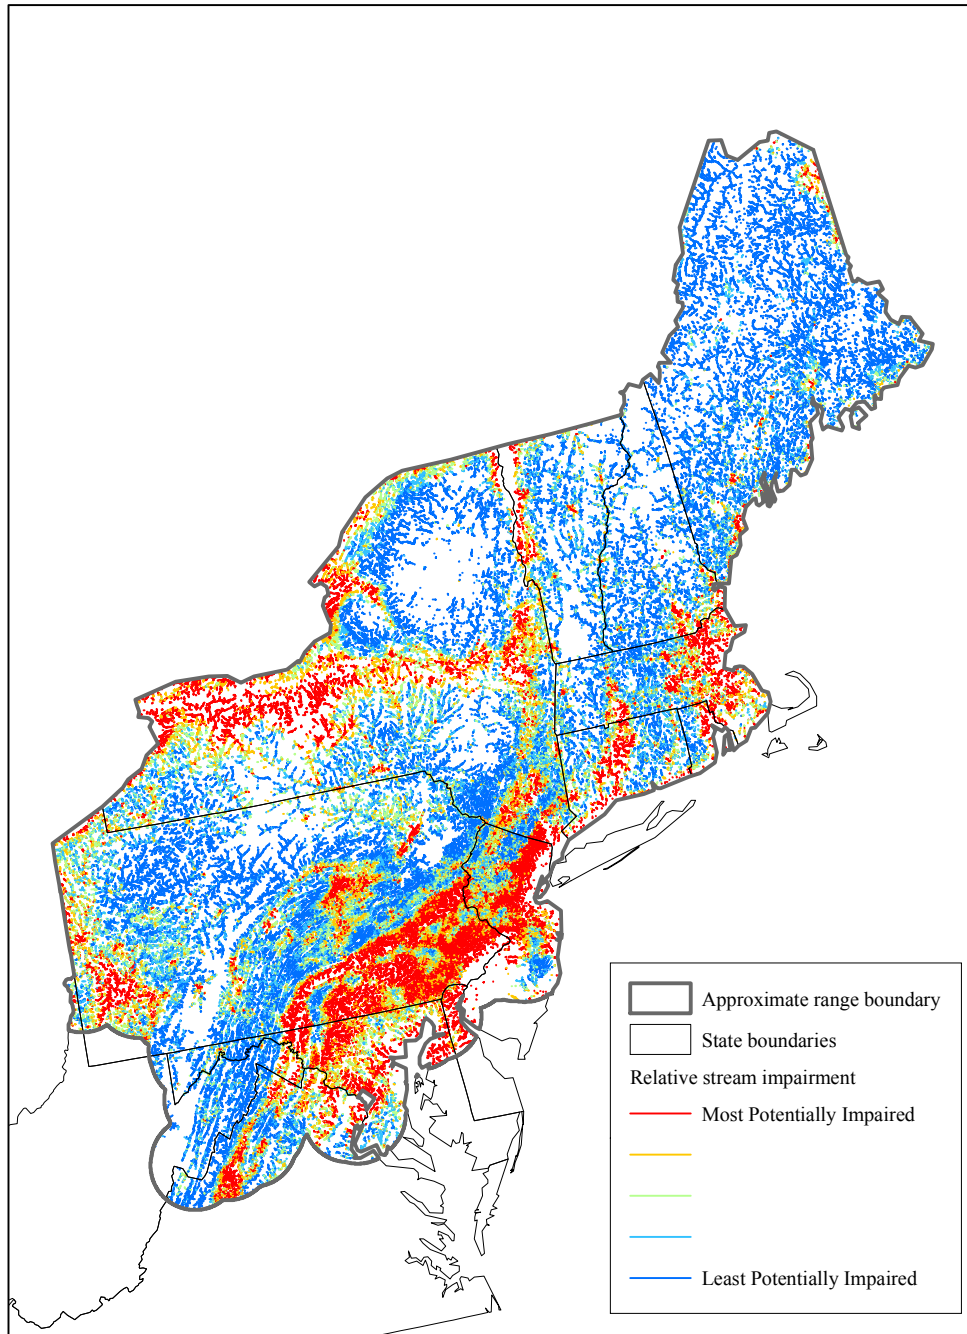 Approximate range boundary
State boundaries
Relative stream impairment
Most Potentially Impaired
Least Potentially Impaired